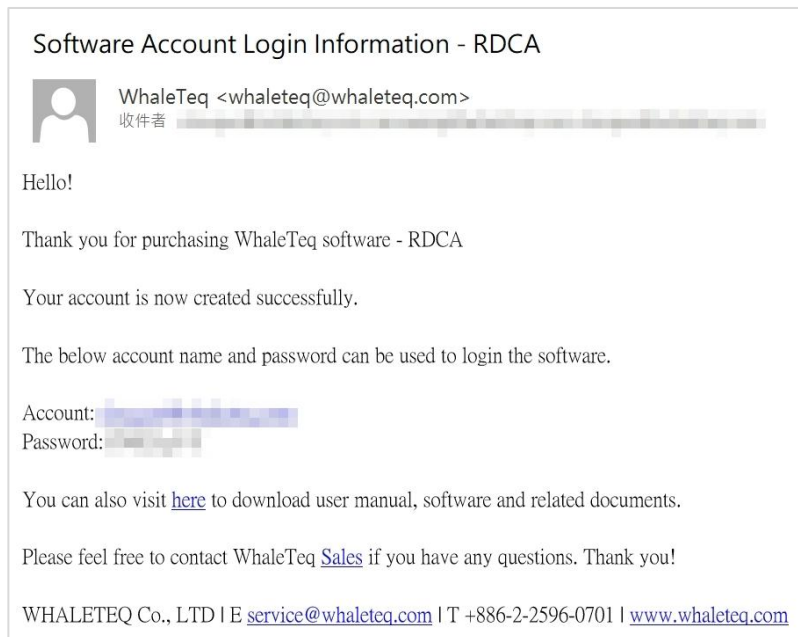 Software Account Login Information - RDCA
WhaleTeq <whaleteq@whaleteq.com>
收件者
Hello!
Thank you for purchasing WhaleTeq software - RDCA
Your account is now created successfully.
The below account name and password can be used to login the software.
Account:
Password:
You can also visit here to download user manual, software and related documents.
Please feel free to contact WhaleTeq Sales if you have any questions. Thank you!
WHALETEQ Co., LTD | E service@whaleteq.com | T +886-2-2596-0701 | www.whaleteq.com